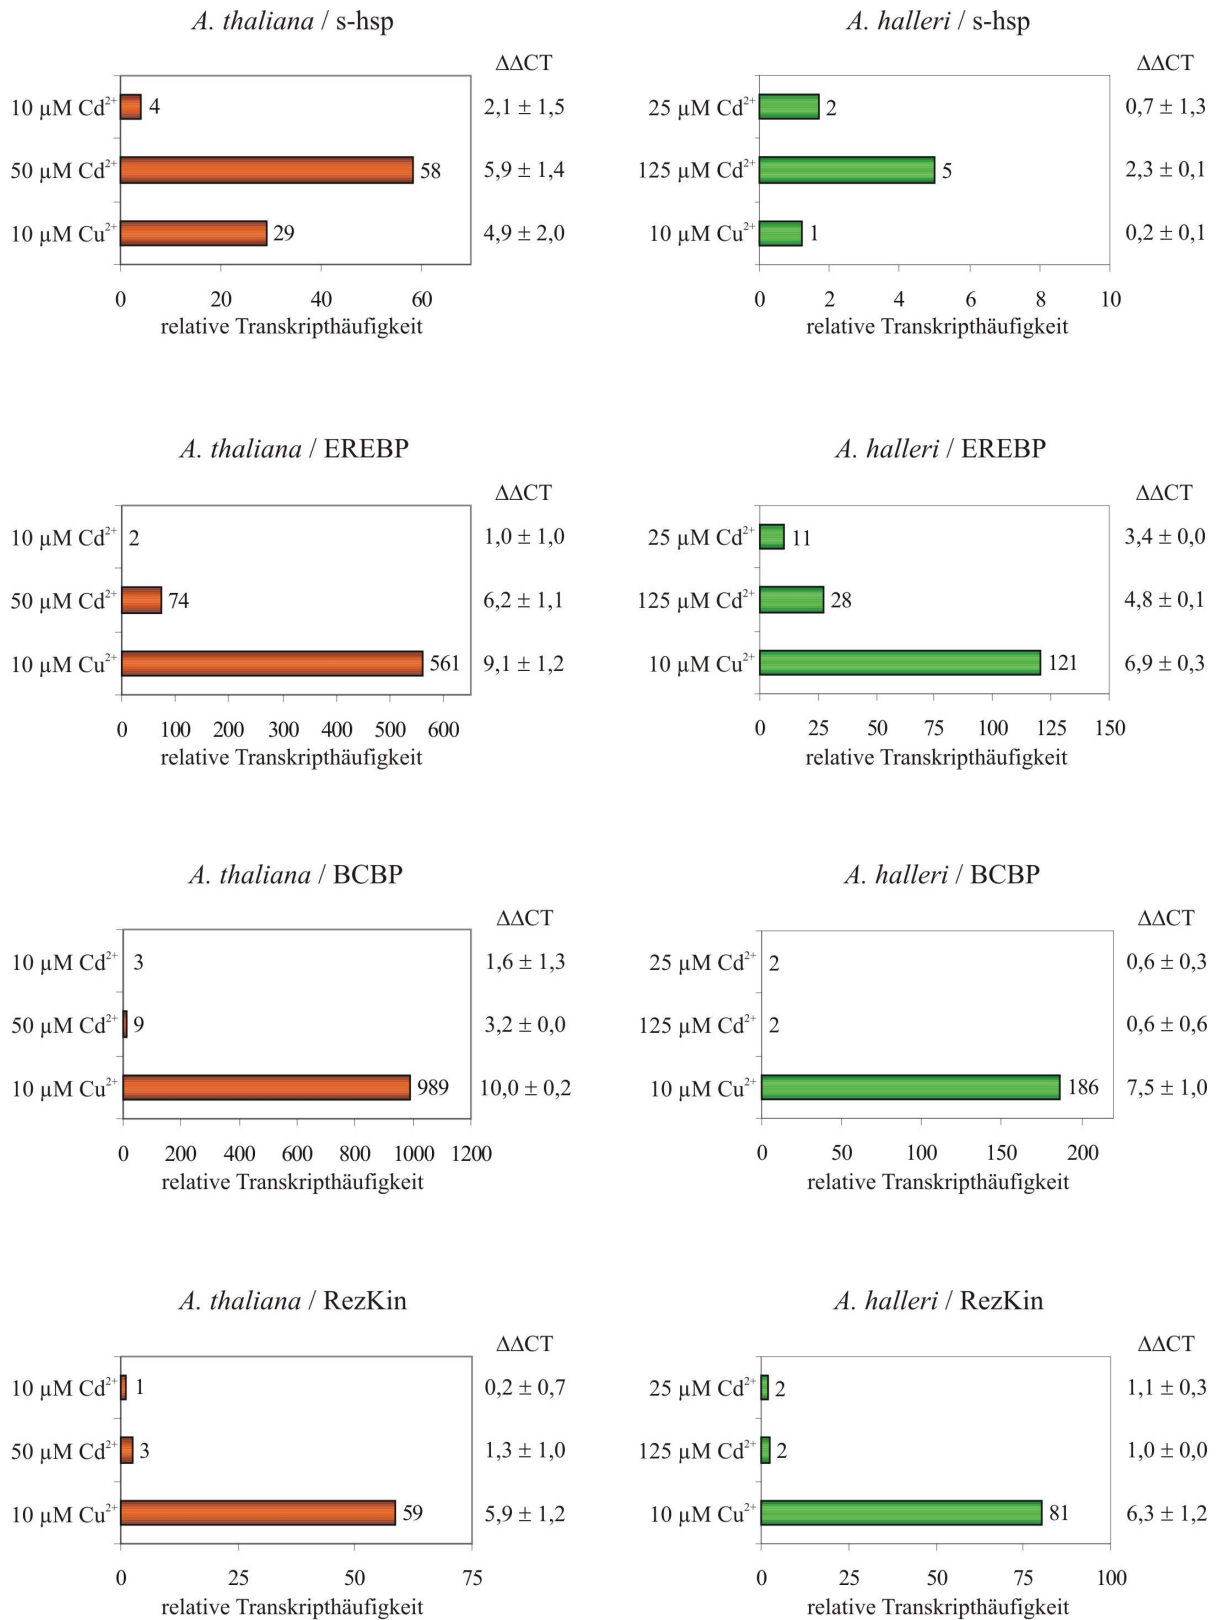 A. thaliana / s-hsp
ΔΔCT
10 µM Cd²⁺ 4 2,1 ± 1,5
50 µM Cd²⁺ 58 5,9 ± 1,4
10 µM Cu²⁺ 29 4,9 ± 2,0
0 20 40 60
relative Transkripthäufigkeit
A. halleri / s-hsp
ΔΔCT
25 µM Cd²⁺ 2 0,7 ± 1,3
125 µM Cd²⁺ 5 2,3 ± 0,1
10 µM Cu²⁺ 1 0,2 ± 0,1
0 2 4 6 8 10
relative Transkripthäufigkeit
A. thaliana / EREBP
ΔΔCT
10 µM Cd²⁺ 2 1,0 ± 1,0
50 µM Cd²⁺ 74 6,2 ± 1,1
10 µM Cu²⁺ 561 9,1 ± 1,2
0 100 200 300 400 500 600
relative Transkripthäufigkeit
A. halleri / EREBP
ΔΔCT
25 µM Cd²⁺ 11 3,4 ± 0,0
125 µM Cd²⁺ 28 4,8 ± 0,1
10 µM Cu²⁺ 121 6,9 ± 0,3
0 25 50 75 100 125 150
relative Transkripthäufigkeit
A. thaliana / BCBP
ΔΔCT
10 µM Cd²⁺ 3 1,6 ± 1,3
50 µM Cd²⁺ 9 3,2 ± 0,0
10 µM Cu²⁺ 989 10,0 ± 0,2
0 200 400 600 800 1000 1200
relative Transkripthäufigkeit
A. halleri / BCBP
ΔΔCT
25 µM Cd²⁺ 2 0,6 ± 0,3
125 µM Cd²⁺ 2 0,6 ± 0,6
10 µM Cu²⁺ 186 7,5 ± 1,0
0 50 100 150 200
relative Transkripthäufigkeit
A. thaliana / RezKin
ΔΔCT
10 µM Cd²⁺ 1 0,2 ± 0,7
50 µM Cd²⁺ 3 1,3 ± 1,0
10 µM Cu²⁺ 59 5,9 ± 1,2
0 25 50 75
relative Transkripthäufigkeit
A. halleri / RezKin
ΔΔCT
25 µM Cd²⁺ 2 1,1 ± 0,3
125 µM Cd²⁺ 2 1,0 ± 0,0
10 µM Cu²⁺ 81 6,3 ± 1,2
0 25 50 75 100
relative Transkripthäufigkeit